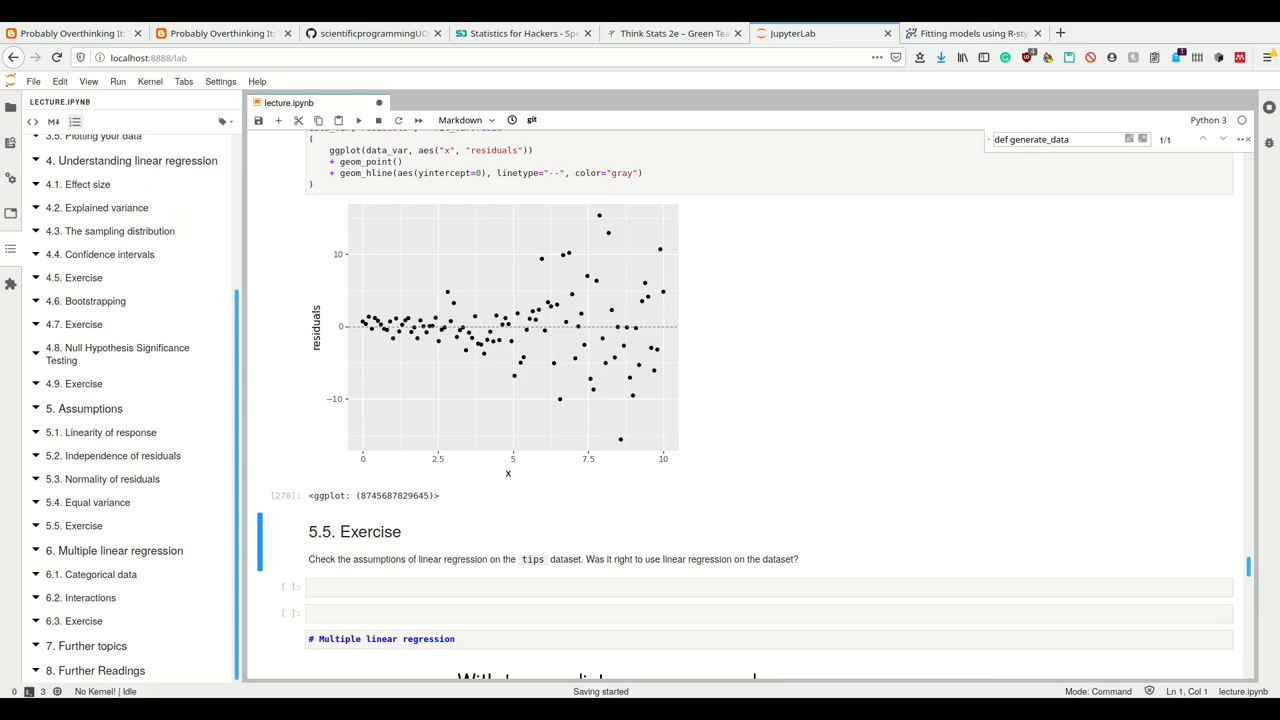 Probably Overthinking It:
Probably Overthinking It:
scientificprogrammingUO
Statistics for Hackers - Spe
Think Stats 2e – Green Tea
JupyterLab
Fitting models using R-styl
localhost:8888/lab
File Edit View Run Kernel Tabs Settings Help
LECTURE.IPYNB
3.5. Plotting your data
4. Understanding linear regression
4.1. Effect size
4.2. Explained variance
4.3. The sampling distribution
4.4. Confidence intervals
4.5. Exercise
4.6. Bootstrapping
4.7. Exercise
4.8. Null Hypothesis Significance
Testing
4.9. Exercise
5. Assumptions
5.1. Linearity of response
5.2. Independence of residuals
5.3. Normality of residuals
5.4. Equal variance
5.5. Exercise
6. Multiple linear regression
6.1. Categorical data
6.2. Interactions
6.3. Exercise
7. Further topics
8. Further Readings
lecture.ipynb
Markdown
git
Python 3
def generate_data
1/1
(
ggplot(data_var, aes("x", "residuals"))
+ geom_point()
+ geom_hline(aes(yintercept=0), linetype="--", color="gray")
)
10
0
−10
residuals
0 2.5 5 7.5 10
x
[270]: <ggplot: (8745687829645)>
5.5. Exercise
Check the assumptions of linear regression on the tips dataset. Was it right to use linear regression on the dataset?
[ ]:
[ ]:
# Multiple linear regression
0 3 No Kernel! | Idle
Saving started
Mode: Command
Ln 1, Col 1
lecture.ipynb